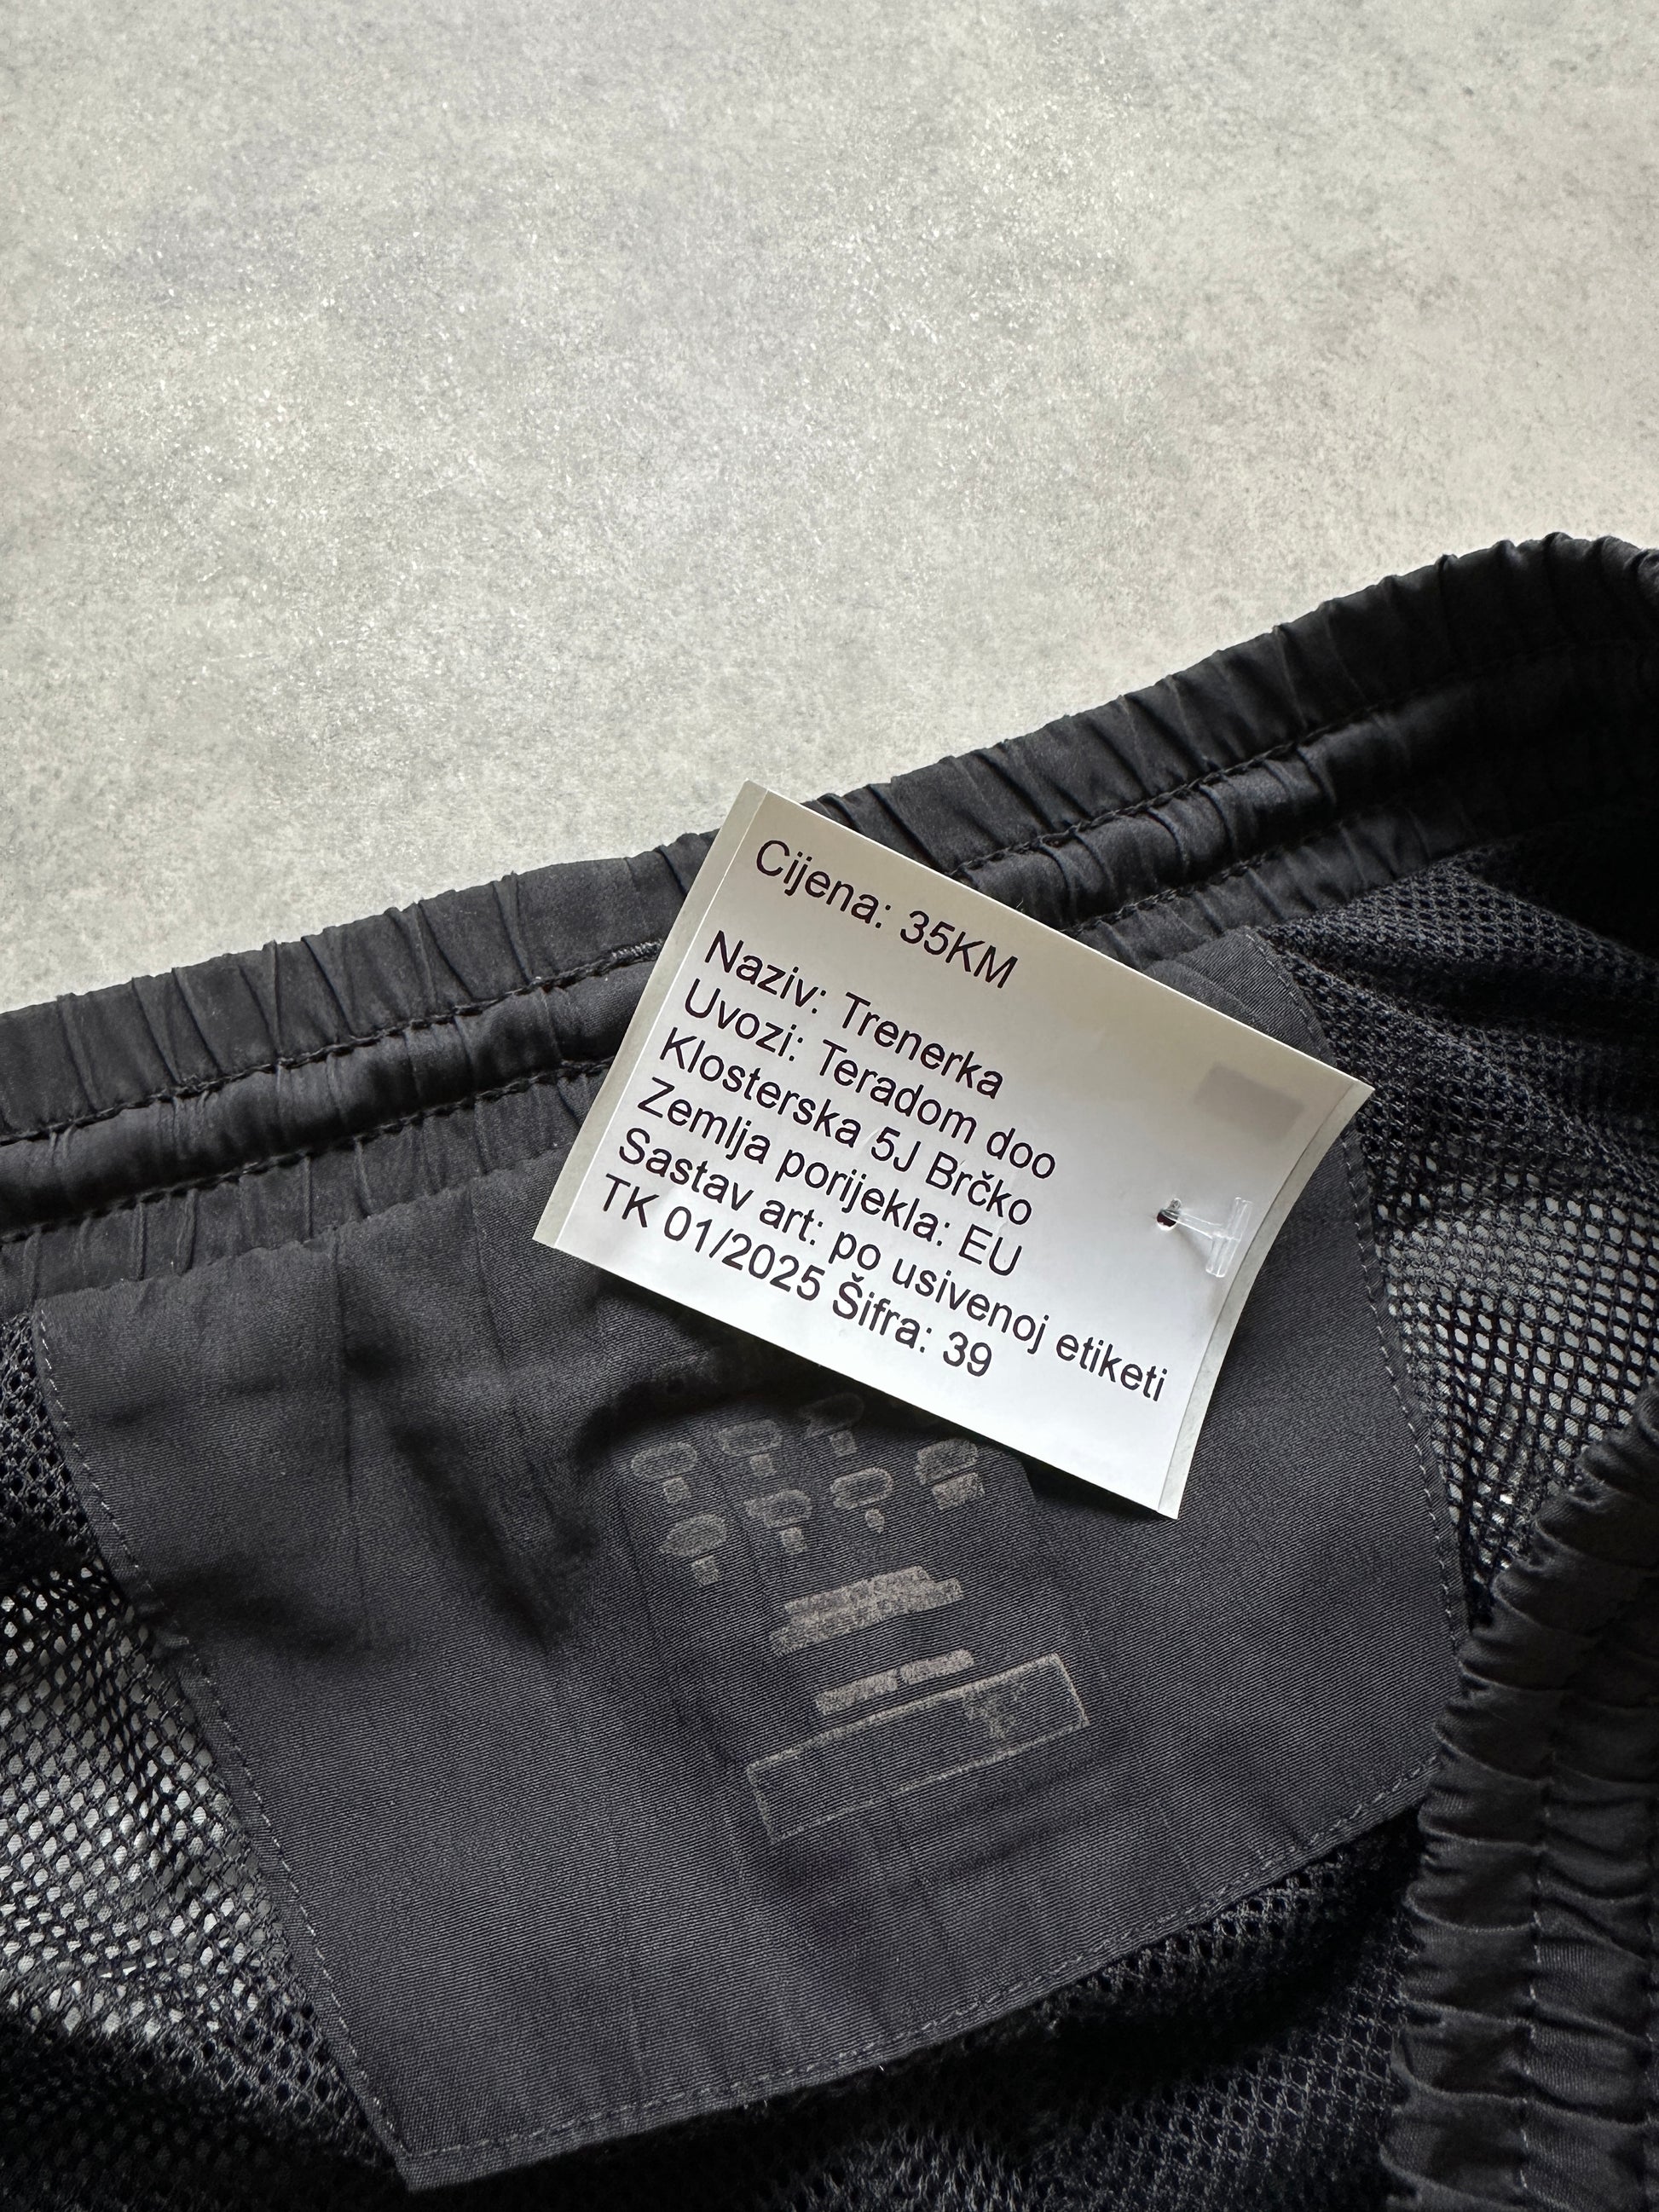 Cijena: 35KM
Naziv: Trenerka
Uvozi: Teradom doo
Klosterska 5J Brčko
Zemlja porijekla: EU
Sastav art: po usivenoj etiketi
TK 01/2025 Šifra: 39